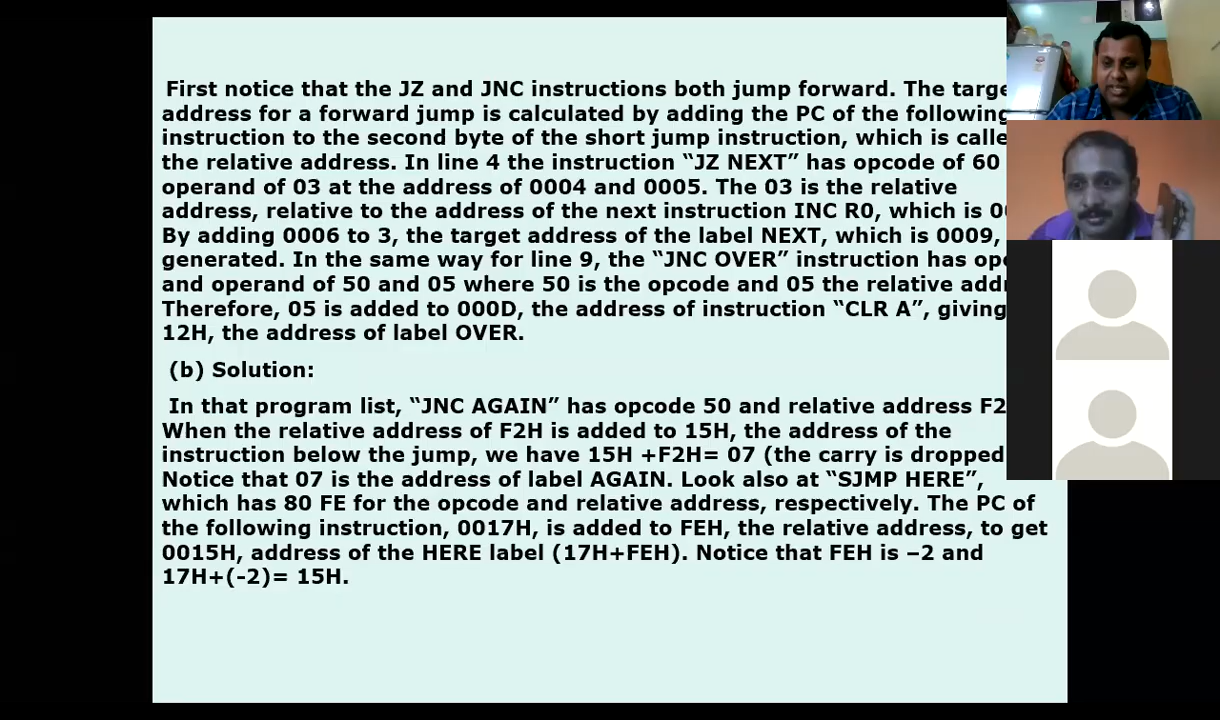 First notice that the JZ and JNC instructions both jump forward. The
address for a forward jump is calculated by adding the PC of the following
instruction to the second byte of the short jump instruction, which is
the relative address. In line 4 the instruction “JZ NEXT” has opcode of 60
operand of 03 at the address of 0004 and 0005. The 03 is the relative
address, relative to the address of the next instruction INC R0, which is
By adding 0006 to 3, the target address of the label NEXT, which is 0009,
generated. In the same way for line 9, the “JNC OVER” instruction has
and operand of 50 and 05 where 50 is the opcode and 05 the relative
Therefore, 05 is added to 000D, the address of instruction “CLR A”, giving
12H, the address of label OVER.
(b) Solution:
In that program list, “JNC AGAIN” has opcode 50 and relative address
When the relative address of F2H is added to 15H, the address of the
instruction below the jump, we have 15H +F2H= 07 (the carry is dropped
Notice that 07 is the address of label AGAIN. Look also at “SJMP HERE”,
which has 80 FE for the opcode and relative address, respectively. The PC of
the following instruction, 0017H, is added to FEH, the relative address, to get
0015H, address of the HERE label (17H+FEH). Notice that FEH is –2 and
17H+(-2)= 15H.